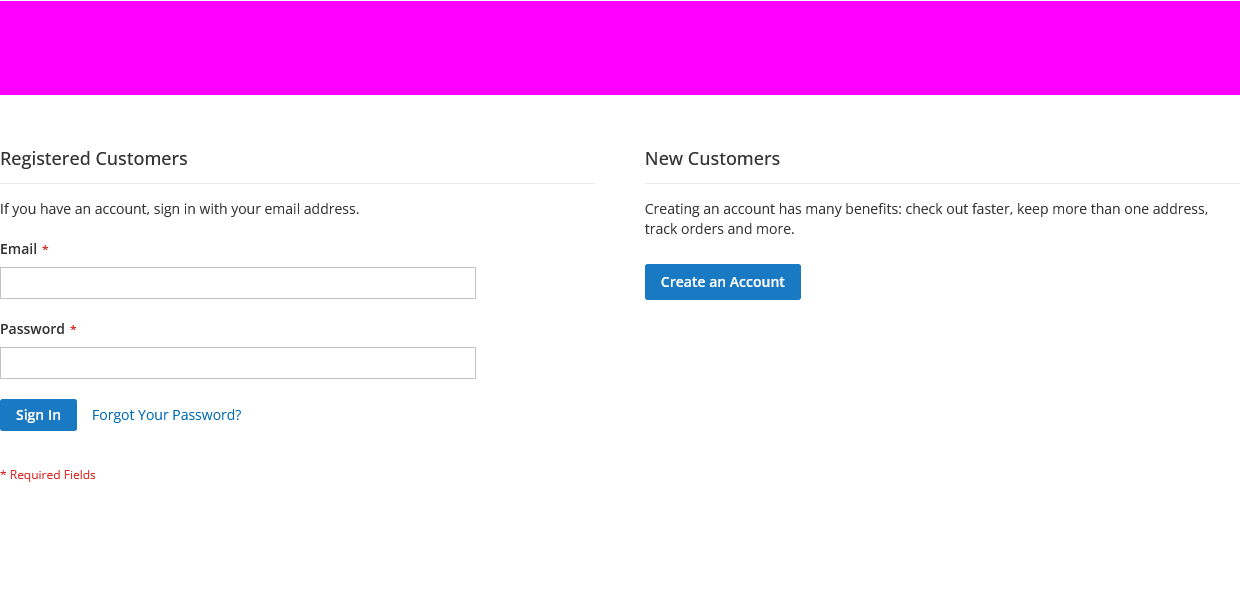 Registered Customers
If you have an account, sign in with your email address.
Email *
Password *
Sign In
Forgot Your Password?
* Required Fields
New Customers
Creating an account has many benefits: check out faster, keep more than one address,
track orders and more.
Create an Account